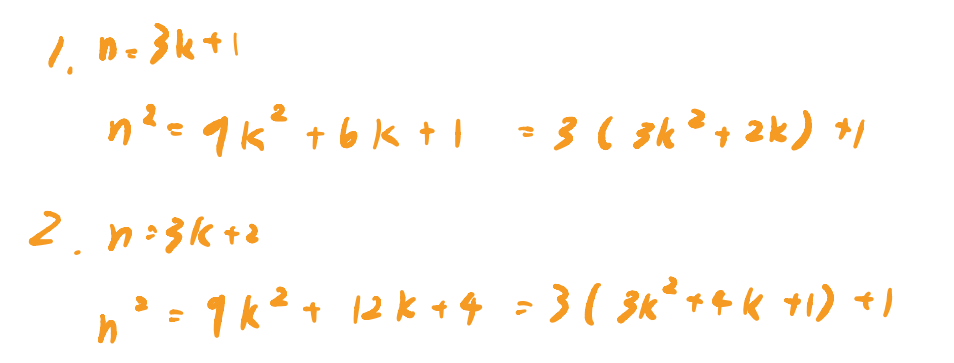 1. n=3k+1
n²=9k²+6k+1 =3(3k²+2k)+1
2. n=3k+2
n²=9k²+12k+4 =3(3k²+4k+1)+1